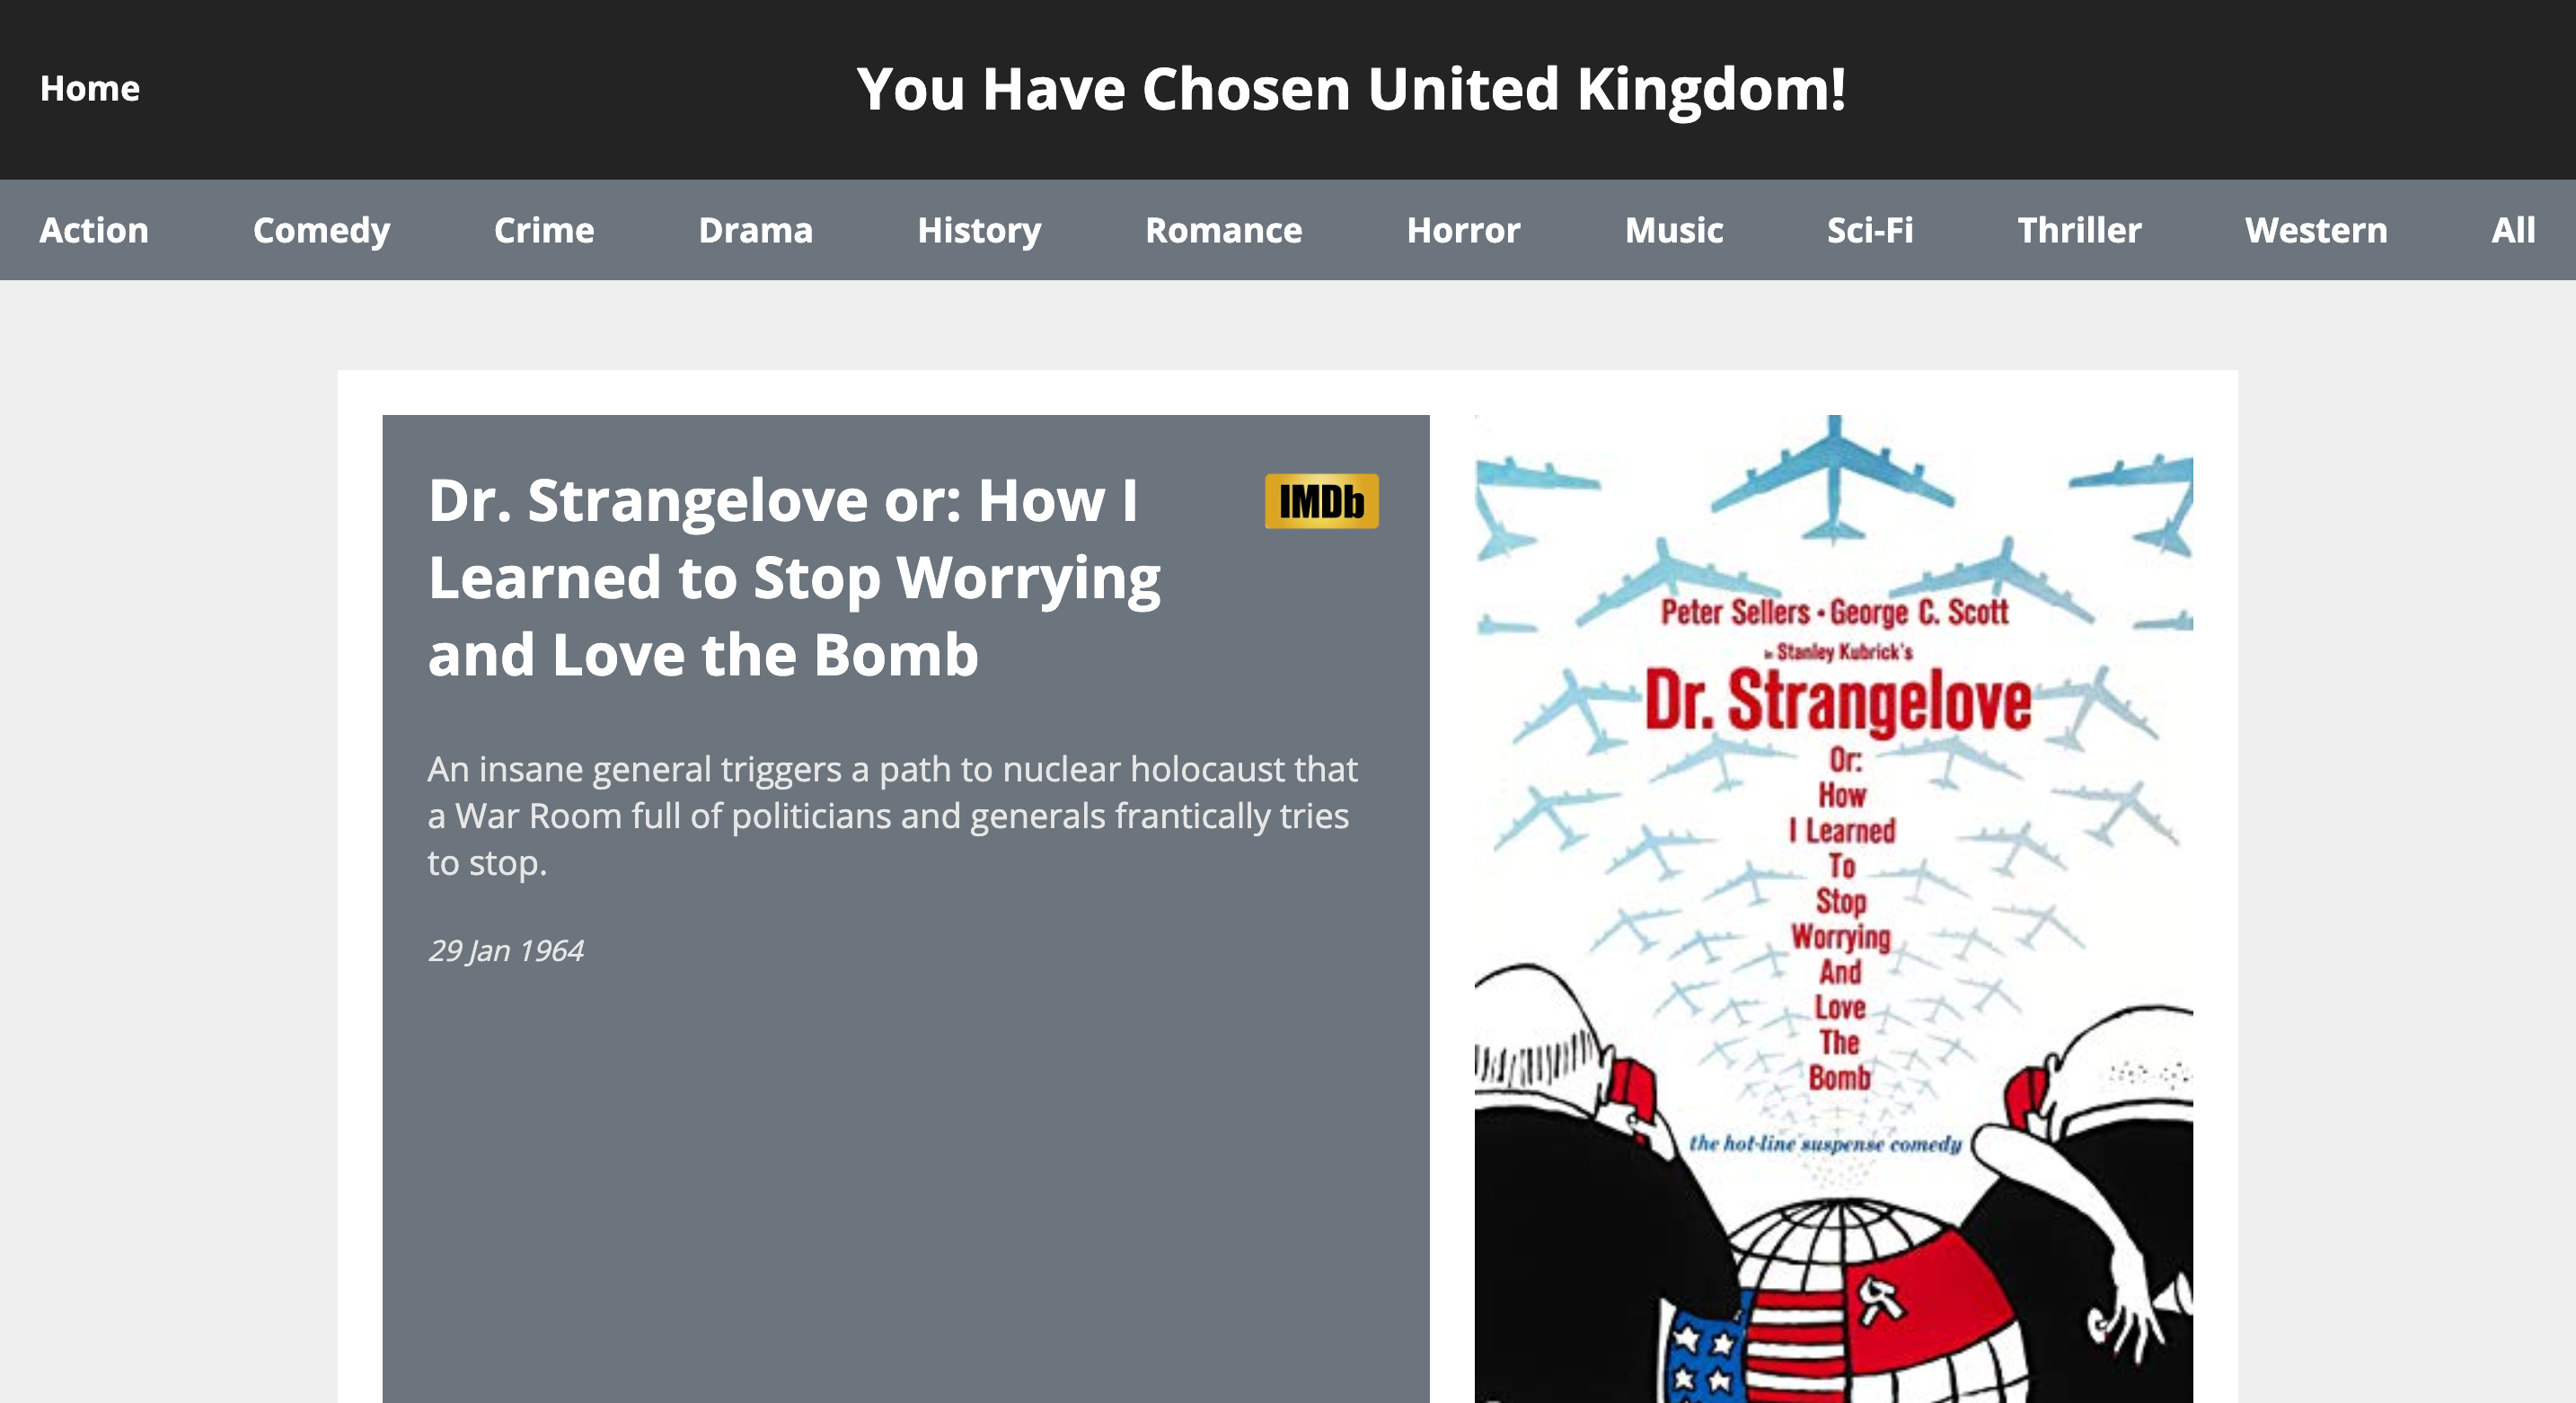 Home
You Have Chosen United Kingdom!
Action Comedy Crime Drama History Romance Horror Music Sci-Fi Thriller Western All
Dr. Strangelove or: How I
Learned to Stop Worrying
and Love the Bomb
IMDb
An insane general triggers a path to nuclear holocaust that
a War Room full of politicians and generals frantically tries
to stop.
29 Jan 1964
Peter Sellers • George C. Scott
in Stanley Kubrick's
Dr. Strangelove
Or:
How
I Learned
To
Stop
Worrying
And
Love
The
Bomb
the hot-line suspense comedy